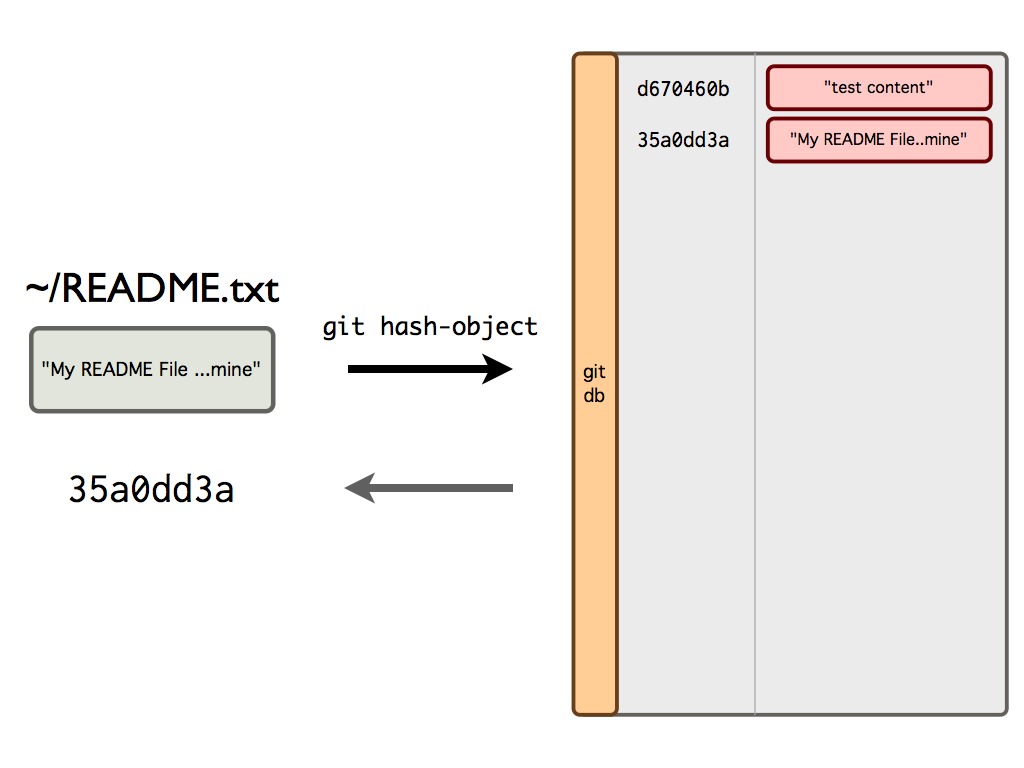 ~/README.txt
"My README File ...mine"
git hash-object
35a0dd3a
git
db
d670460b
"test content"
35a0dd3a
"My README File..mine"